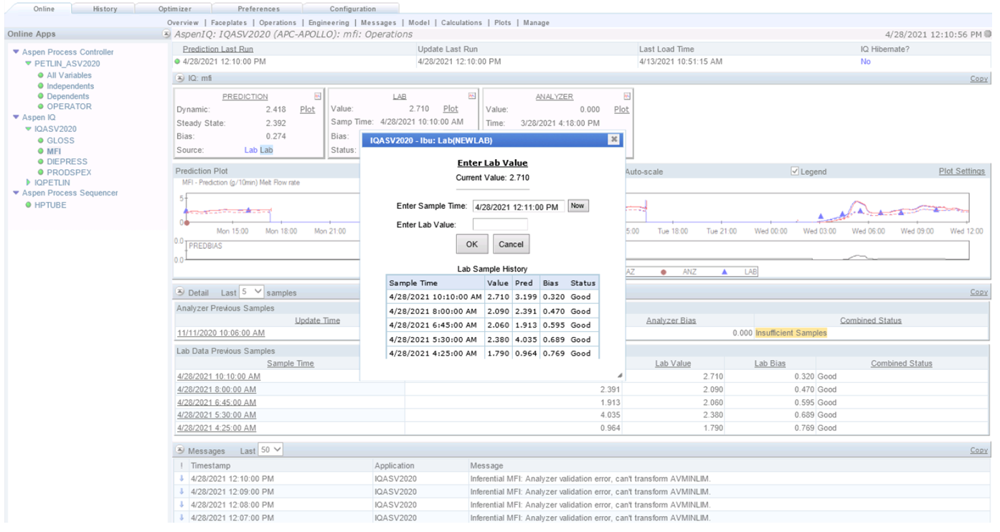 Online History Optimizer Preferences Configuration
Overview | Faceplates | Operations | Engineering | Messages | Model | Calculations | Plots | Manage
Online Apps
AspenIQ: IQASV2020 (APC-APOLLO): mfi: Operations 4/28/2021 12:10:56 PM
Aspen Process Controller
PETLIN_ASV2020
All Variables
Independents
Dependents
OPERATOR
Aspen IQ
IQASV2020
GLOSS
MFI
DIEPRESS
PRODSPEX
IQPETLIN
Aspen Process Sequencer
HPTUBE
Prediction Last Run Update Last Run Last Load Time IQ Hibernate?
4/28/2021 12:10:00 PM 4/28/2021 12:10:00 PM 4/13/2021 10:51:15 AM No
IQ: mfi Copy
PREDICTION
Dynamic: 2.418 Plot
Steady State: 2.392
Bias: 0.274
Source: Lab Lab
LAB
Value: 2.710 Plot
Samp Time: 4/28/2021 10:10:00 AM
Bias:
Status:
ANALYZER
Value: 0.000 Plot
Time: 3/28/2021 4:18:00 PM
IQASV2020 - Ibu: Lab(NEWLAB)
Enter Lab Value
Current Value: 2.710
Enter Sample Time: 4/28/2021 12:11:00 PM Now
Enter Lab Value:
OK Cancel
Lab Sample History
Sample Time Value Pred Bias Status
4/28/2021 10:10:00 AM 2.710 3.199 0.320 Good
4/28/2021 8:00:00 AM 2.090 2.391 0.470 Good
4/28/2021 6:45:00 AM 2.060 1.913 0.595 Good
4/28/2021 5:30:00 AM 2.380 4.035 0.689 Good
4/28/2021 4:25:00 AM 1.790 0.964 0.769 Good
Prediction Plot Auto-scale Legend Plot Settings
MFI - Prediction (g/10min) Melt Flow rate
5
0
Mon 15:00 Mon 18:00 Mon 21:00 5:00 Tue 18:00 Tue 21:00 Wed 00:00 Wed 03:00 Wed 06:00 Wed 09:00 Wed 12:00
0.0 PREDBIAS
0.0
AZ ANZ LAB
Detail Last 5 samples Copy
Analyzer Previous Samples
Update Time Analyzer Bias Combined Status
11/11/2020 10:06:00 AM 0.000 Insufficient Samples
Lab Data Previous Samples
Sample Time Lab Value Lab Bias Combined Status
4/28/2021 10:10:00 AM 2.710 0.320 Good
4/28/2021 8:00:00 AM 2.391 2.090 0.470 Good
4/28/2021 6:45:00 AM 1.913 2.060 0.595 Good
4/28/2021 5:30:00 AM 4.035 2.380 0.689 Good
4/28/2021 4:25:00 AM 0.964 1.790 0.769 Good
Messages Last 50 Copy
! Timestamp Application Message
4/28/2021 12:10:00 PM IQASV2020 Inferential MFI: Analyzer validation error, can't transform AVMINLIM.
4/28/2021 12:09:00 PM IQASV2020 Inferential MFI: Analyzer validation error, can't transform AVMINLIM.
4/28/2021 12:08:00 PM IQASV2020 Inferential MFI: Analyzer validation error, can't transform AVMINLIM.
4/28/2021 12:07:00 PM IQASV2020 Inferential MFI: Analyzer validation error, can't transform AVMINLIM.